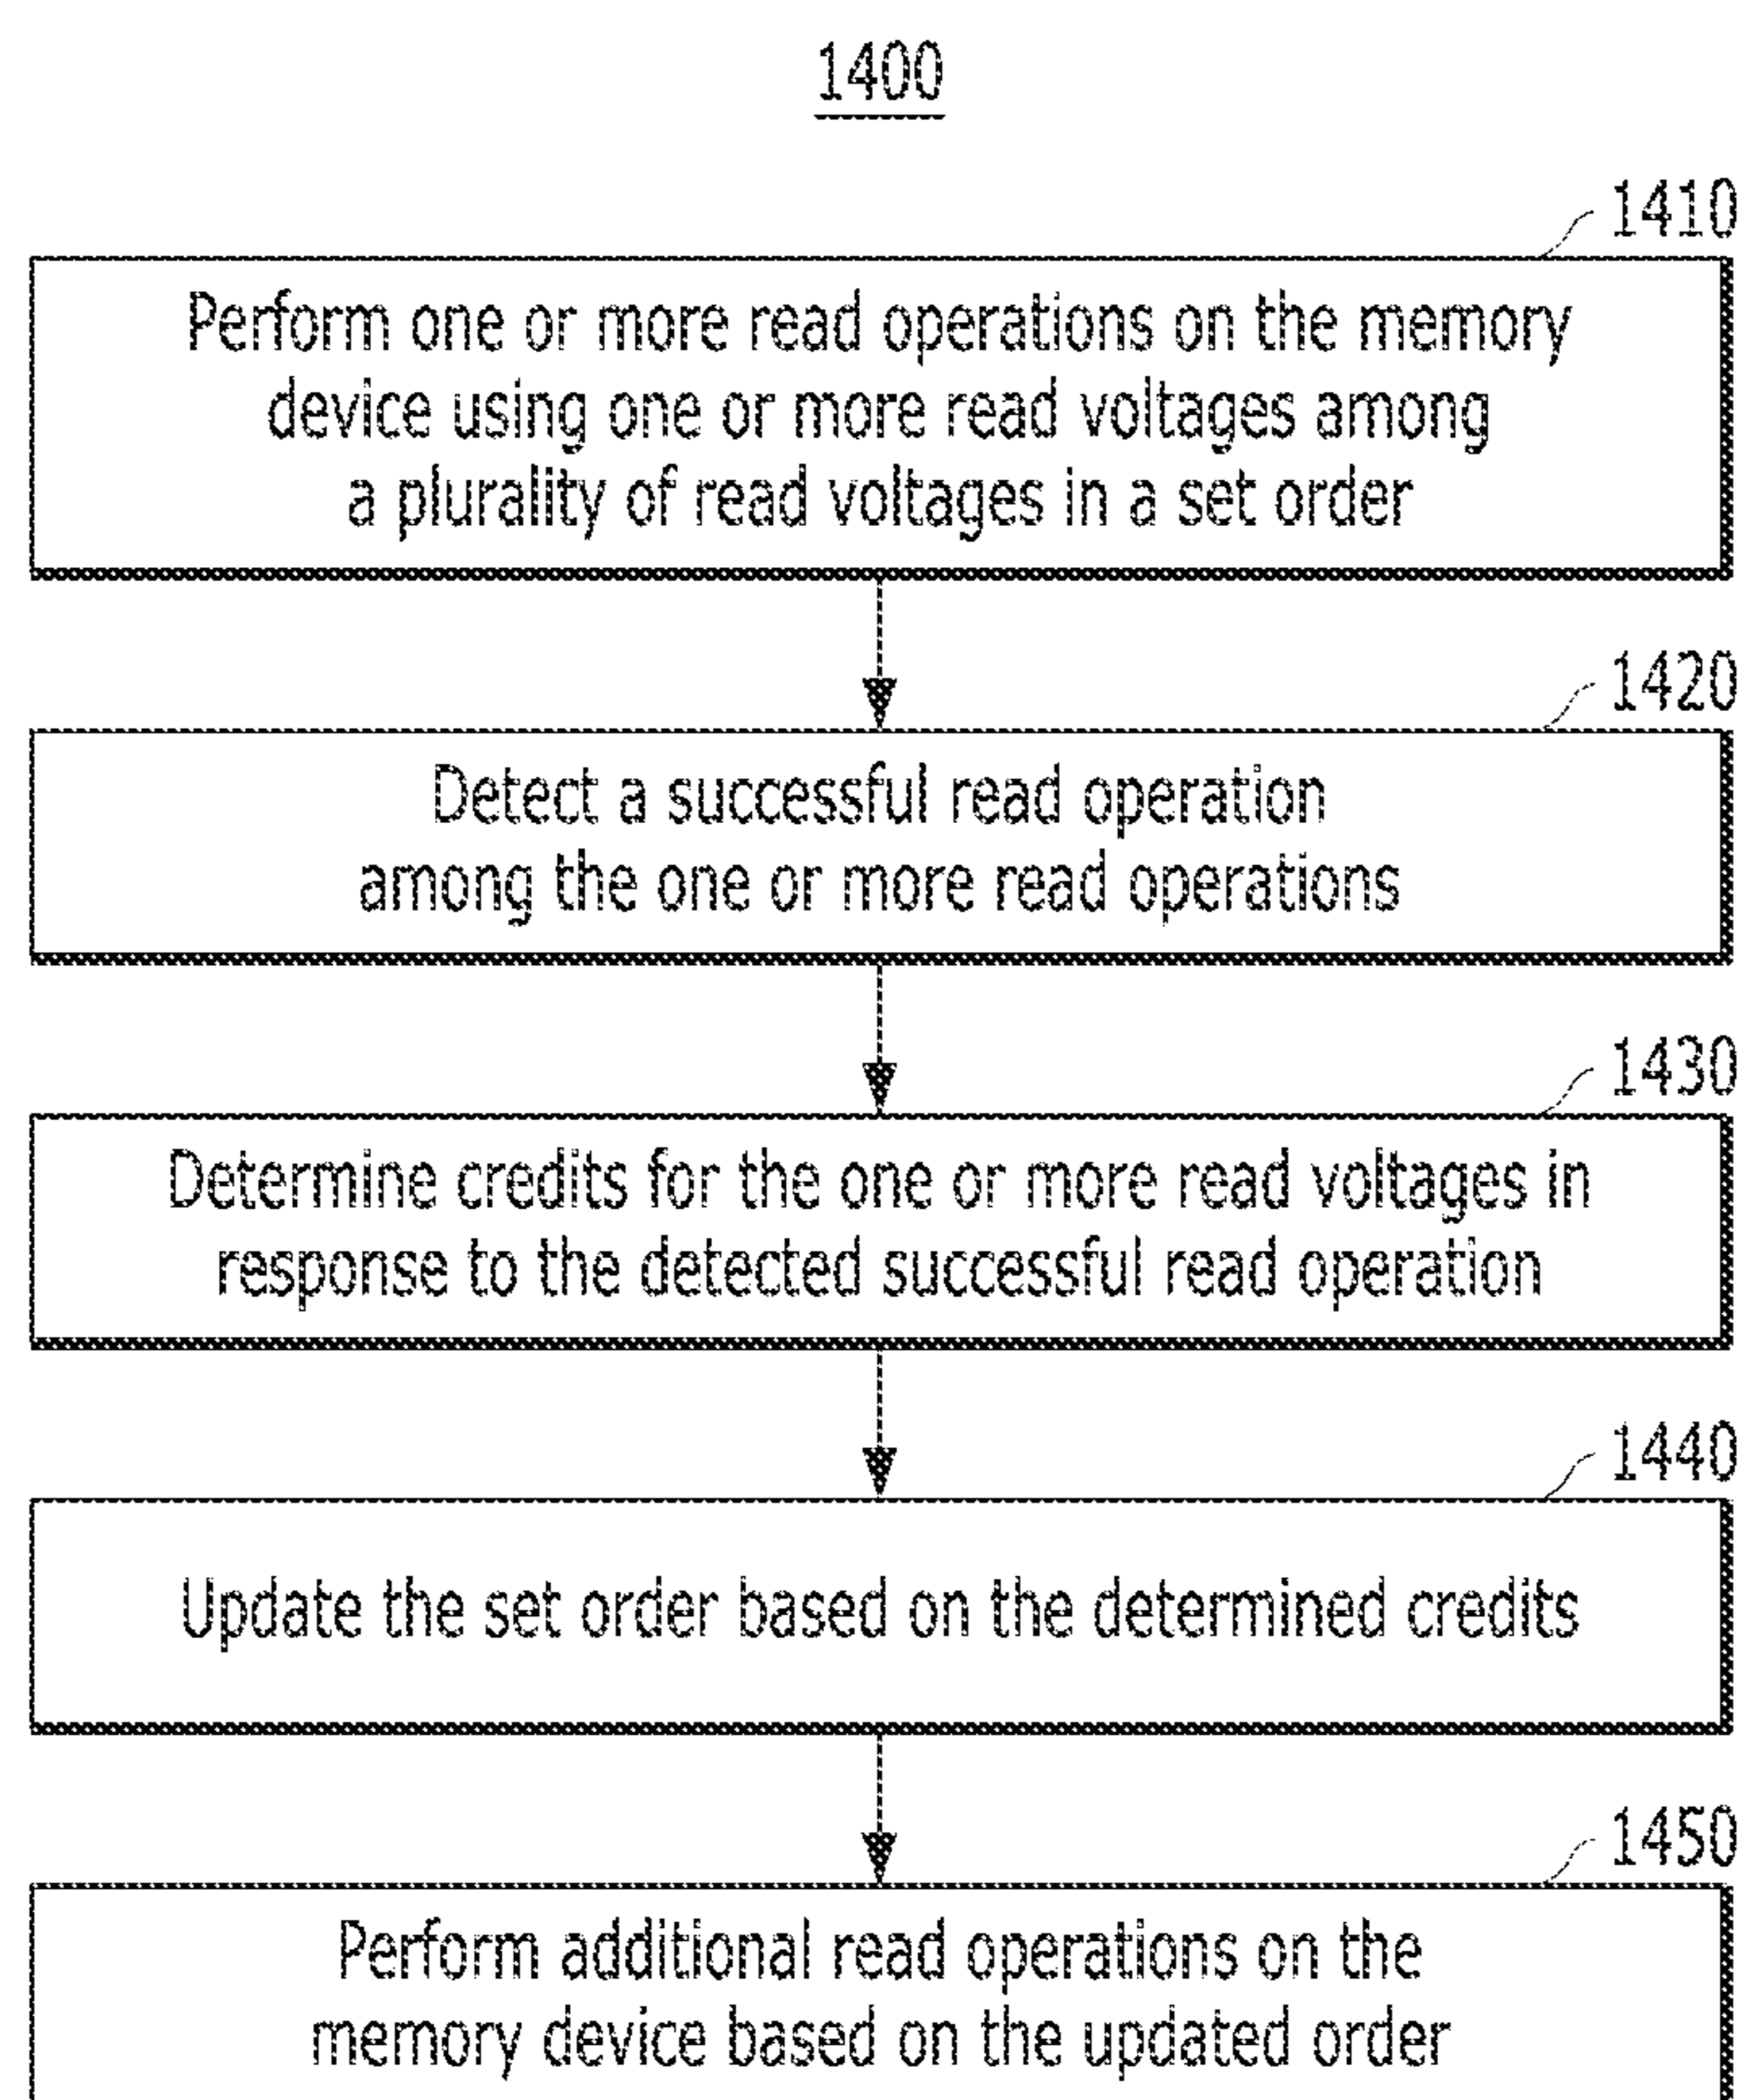 1400
1410
Perform one or more read operations on the memory
device using one or more read voltages among
a plurality of read voltages in a set order
1420
Detect a successful read operation
among the one or more read operations
1430
Determine credits for the one or more read voltages in
response to the detected successful read operation
1440
Update the set order based on the determined credits
1450
Perform additional read operations on the
memory device based on the updated order